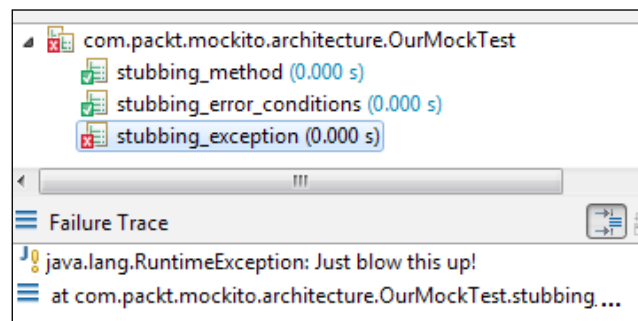 com.packt.mockito.architecture.OurMockTest
stubbing_method (0.000 s)
stubbing_error_conditions (0.000 s)
stubbing_exception (0.000 s)
Failure Trace
java.lang.RuntimeException: Just blow this up!
at com.packt.mockito.architecture.OurMockTest.stubbing ...